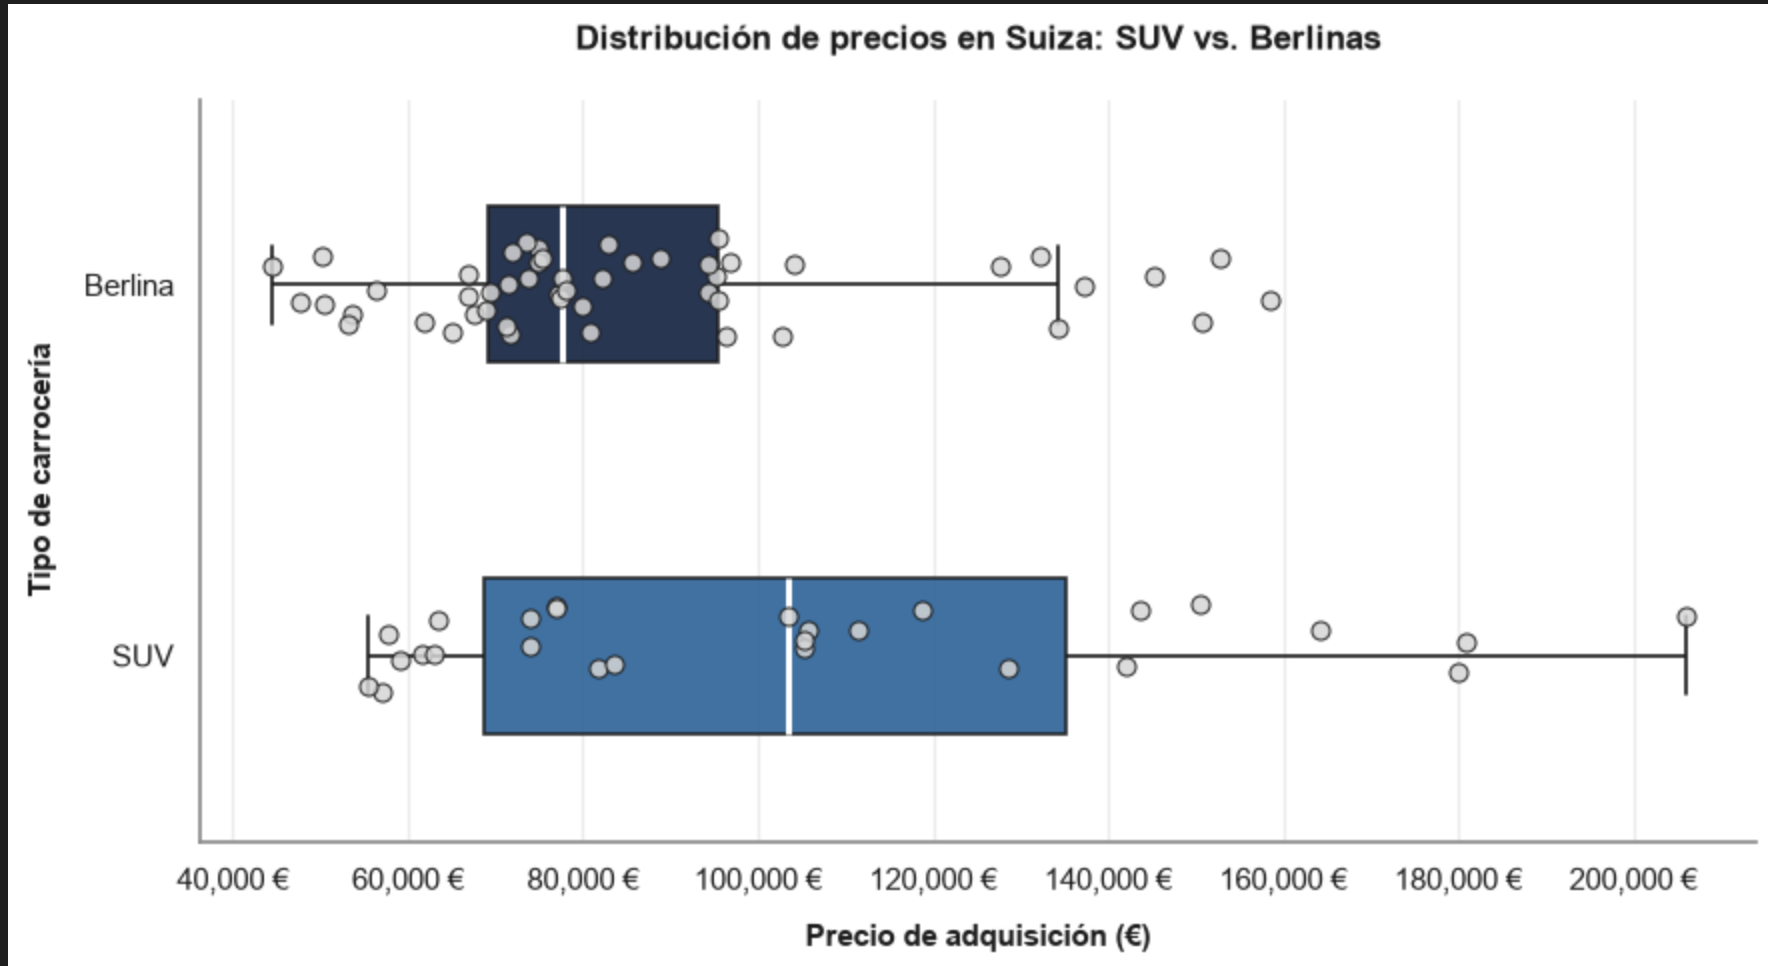 Distribución de precios en Suiza: SUV vs. Berlinas
Tipo de carrocería
Berlina
SUV
40,000 € 60,000 € 80,000 € 100,000 € 120,000 € 140,000 € 160,000 € 180,000 € 200,000 €
Precio de adquisición (€)